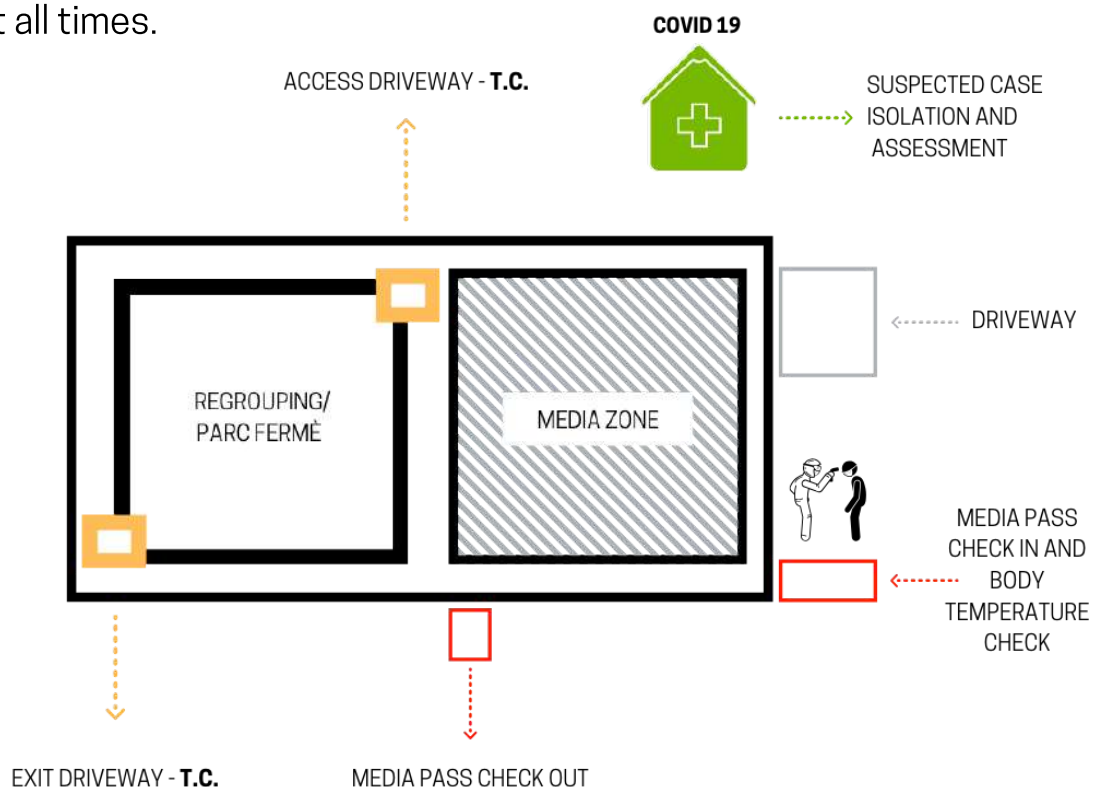 t all times.
COVID 19
ACCESS DRIVEWAY - T.C.
SUSPECTED CASE
ISOLATION AND
ASSESSMENT
DRIVEWAY
REGROUPING/
PARC FERMÈ
MEDIA ZONE
MEDIA PASS
CHECK IN AND
BODY
TEMPERATURE
CHECK
EXIT DRIVEWAY - T.C.
MEDIA PASS CHECK OUT